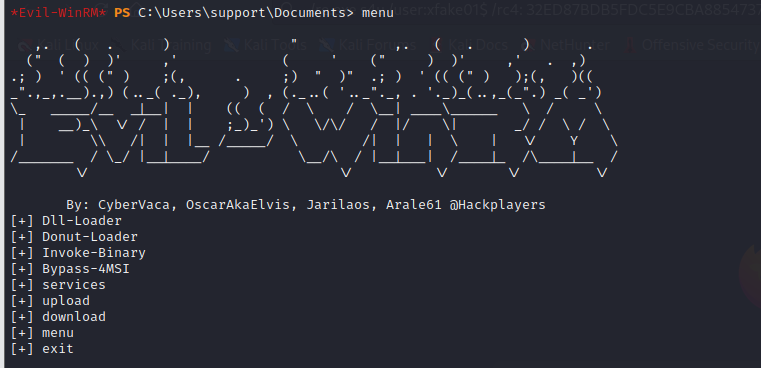 *Evil-WinRM* PS C:\Users\support\Documents> menu
By: CyberVaca, OscarAkaElvis, Jarilaos, Arale61 @Hackplayers
[+] Dll-Loader
[+] Donut-Loader
[+] Invoke-Binary
[+] Bypass-4MSI
[+] services
[+] upload
[+] download
[+] menu
[+] exit